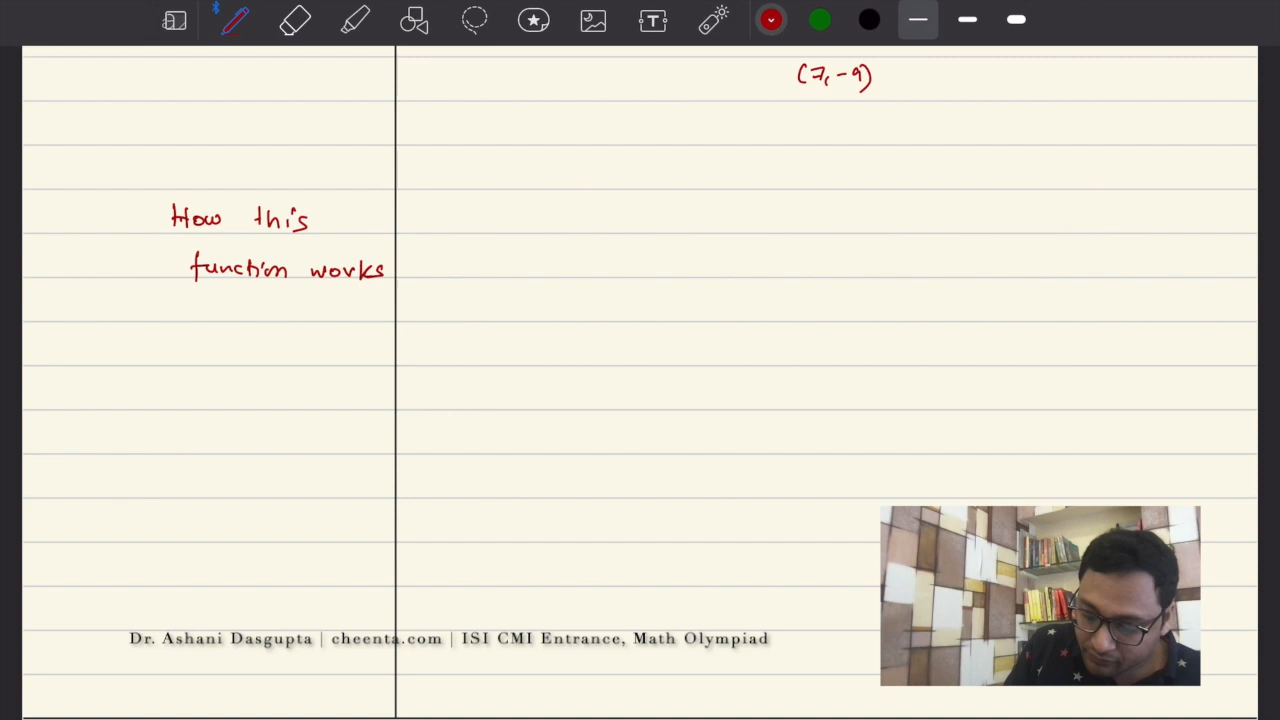 (7, -9)
How this
function works
Dr. Ashani Dasgupta | cheenta.com | ISI CMI Entrance, Math Olympiad